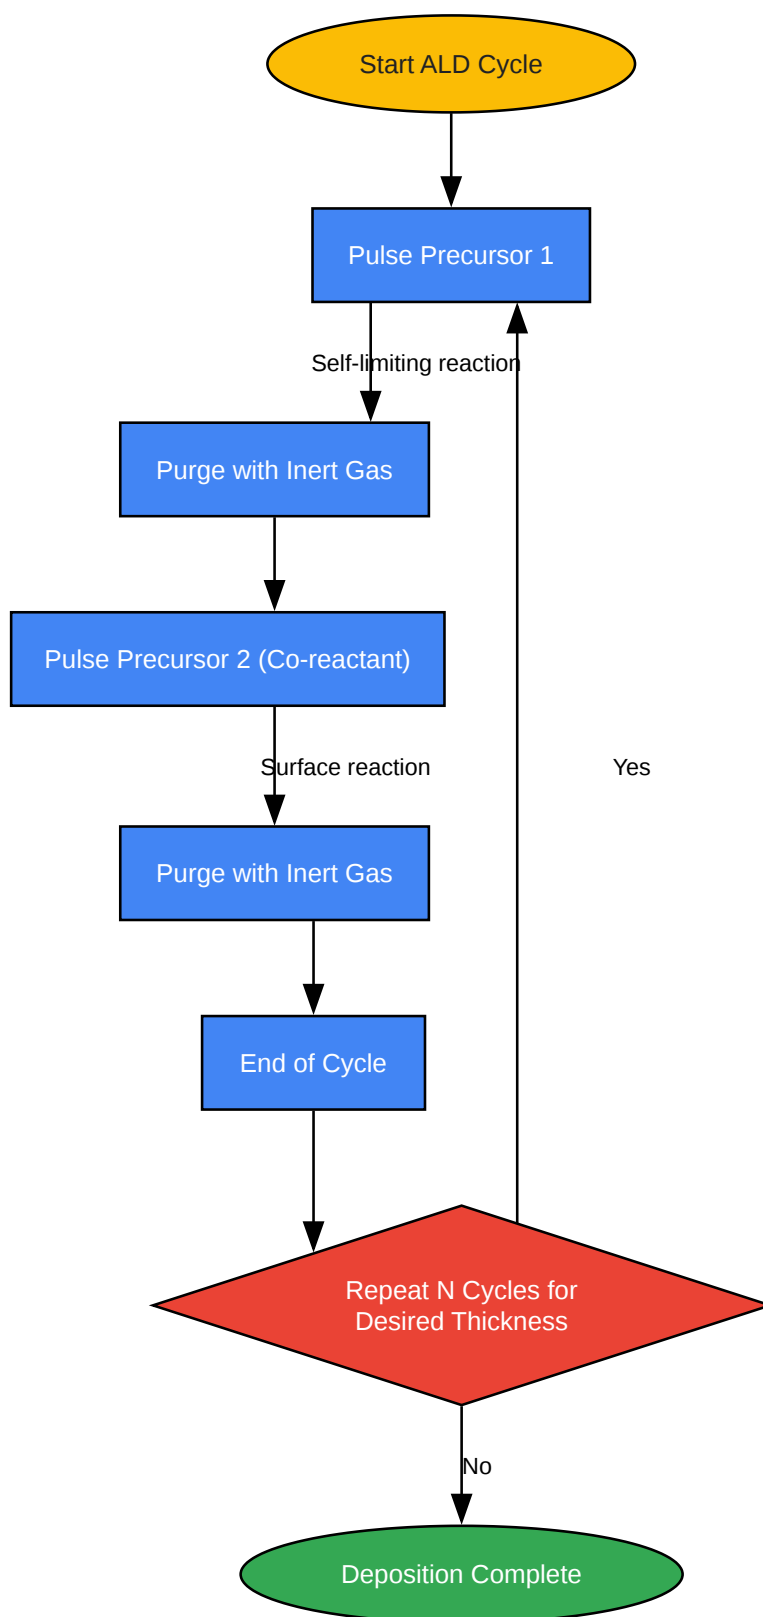 Start ALD Cycle
Pulse Precursor 1
Self-limiting reaction
Purge with Inert Gas
Pulse Precursor 2 (Co-reactant)
Surface reaction
Yes
Purge with Inert Gas
End of Cycle
Repeat N Cycles for
Desired Thickness
No
Deposition Complete